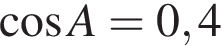 cos A = 0,4